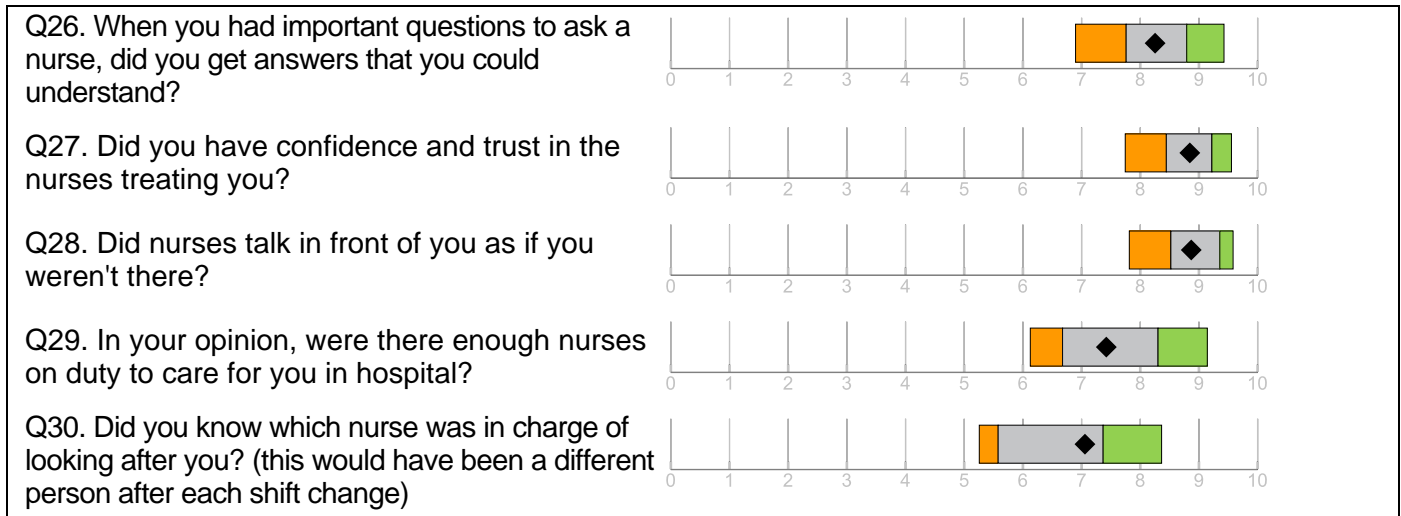 Q26. When you had important questions to ask a
nurse, did you get answers that you could
understand?
0 1 2 3 4 5 6 7 8 9 10
Q27. Did you have confidence and trust in the
nurses treating you?
0 1 2 3 4 5 6 7 8 9 10
Q28. Did nurses talk in front of you as if you
weren't there?
0 1 2 3 4 5 6 7 8 9 10
Q29. In your opinion, were there enough nurses
on duty to care for you in hospital?
0 1 2 3 4 5 6 7 8 9 10
Q30. Did you know which nurse was in charge of
looking after you? (this would have been a different
person after each shift change)
0 1 2 3 4 5 6 7 8 9 10